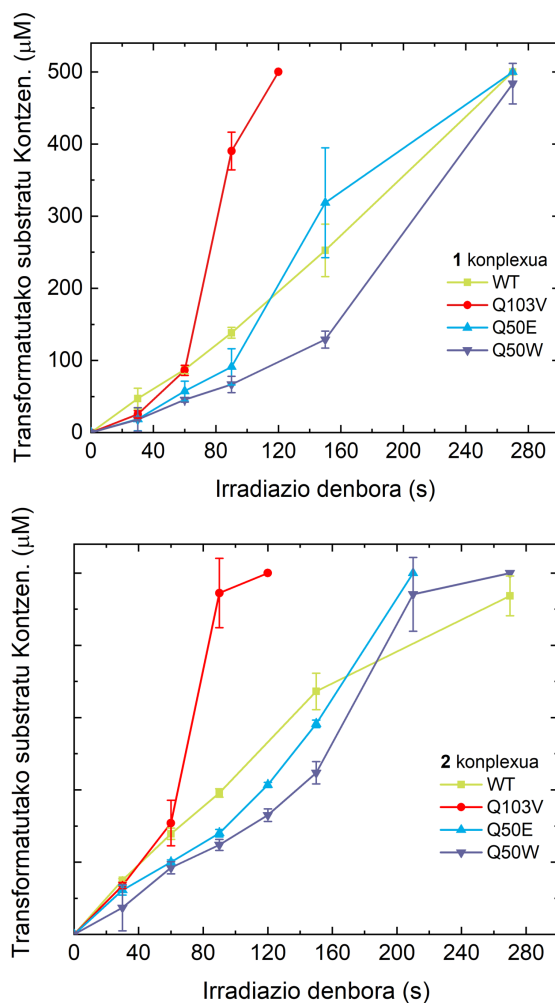 Transformatutako substratu Kontzen. (μM)
500
400
300
200
100
0
1 konplexua
WT
Q103V
Q50E
Q50W
0 40 80 120 160 200 240 280
Irradiazio denbora (s)
Transformatutako substratu Kontzen. (μM)
2 konplexua
WT
Q103V
Q50E
Q50W
0 40 80 120 160 200 240 280
Irradiazio denbora (s)